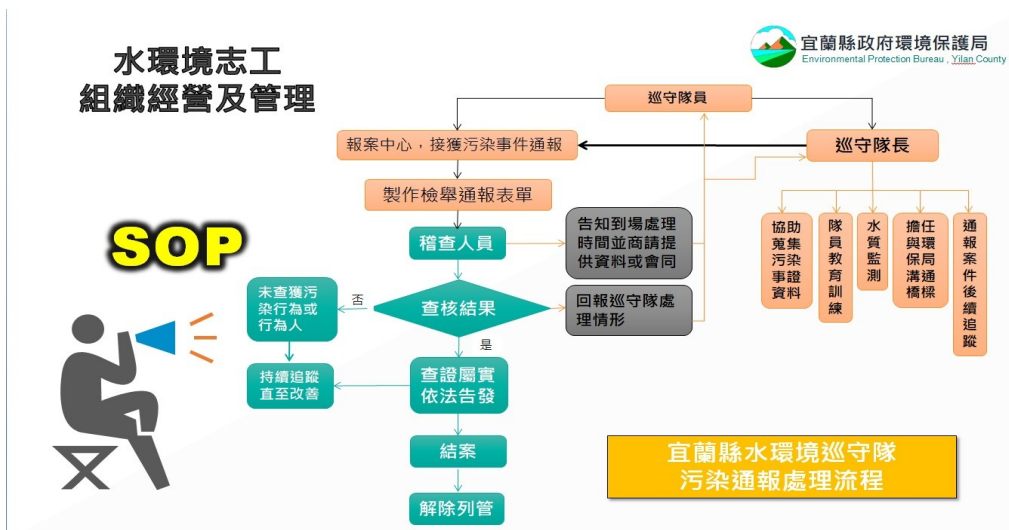 水環境志工
組織經營及管理
宜蘭縣政府環境保護局
Environmental Protection Bureau , Yilan County
巡守隊員
報案中心，接獲污染事件通報
巡守隊長
製作檢舉通報表單
SOP
稽查人員
告知到場處理
時間並商請提
供資料或會同
協助
蒐集
污染
事證
資料
隊員教育訓練
水質監測
擔任
與環
保局
溝通
橋樑
通報案件後續追蹤
未查獲污
染行為或
行為人
否
查核結果
回報巡守隊處
理情形
是
持續追蹤
直至改善
查證屬實
依法告發
結案
解除列管
宜蘭縣水環境巡守隊
污染通報處理流程